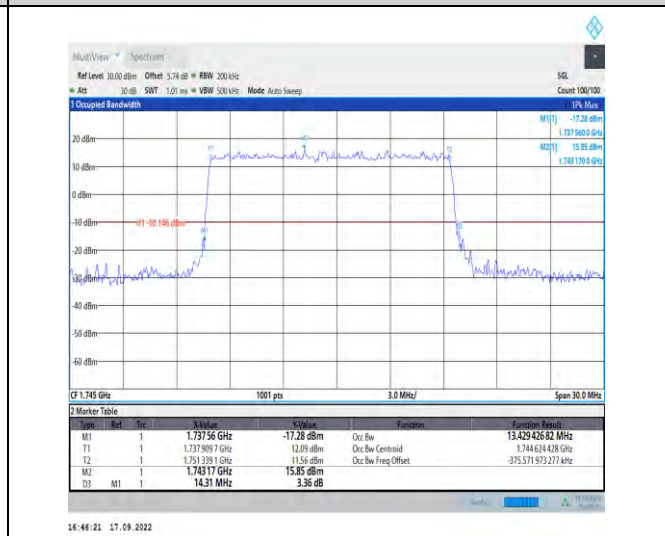 MultiView Spectrum
Ref Level 30.00 dBm Offset 5.74 dB RBW 200 kHz SGL
Att 30 dB SWT 1.01 ms VBW 500 kHz Mode Auto Sweep Count 100/100
1 Occupied Bandwidth 1Pk Max
M1[1] -17.28 dBm
1.737 560 0 GHz
M2[1] 15.85 dBm
1.743 170 0 GHz
20 dBm
10 dBm
0 dBm
-10 dBm H1 -10.146 dBm
-20 dBm
-30 dBm
-40 dBm
-50 dBm
-60 dBm
CF 1.745 GHz 1001 pts 3.0 MHz/ Span 30.0 MHz
2 Marker Table
Type Ref Trc X-Value Y-Value Function Function Result
M1 1 1.737 56 GHz -17.28 dBm Occ Bw 13.429 426 82 MHz
T1 1 1.737 909 7 GHz 12.09 dBm Occ Bw Centroid 1.744 624 428 GHz
T2 1 1.751 339 1 GHz 11.56 dBm Occ Bw Freq Offset -375.571 973 277 kHz
M2 1 1.743 17 GHz 15.85 dBm
D3 M1 1 14.31 MHz 3.36 dB
16:46:21 17.09.2022